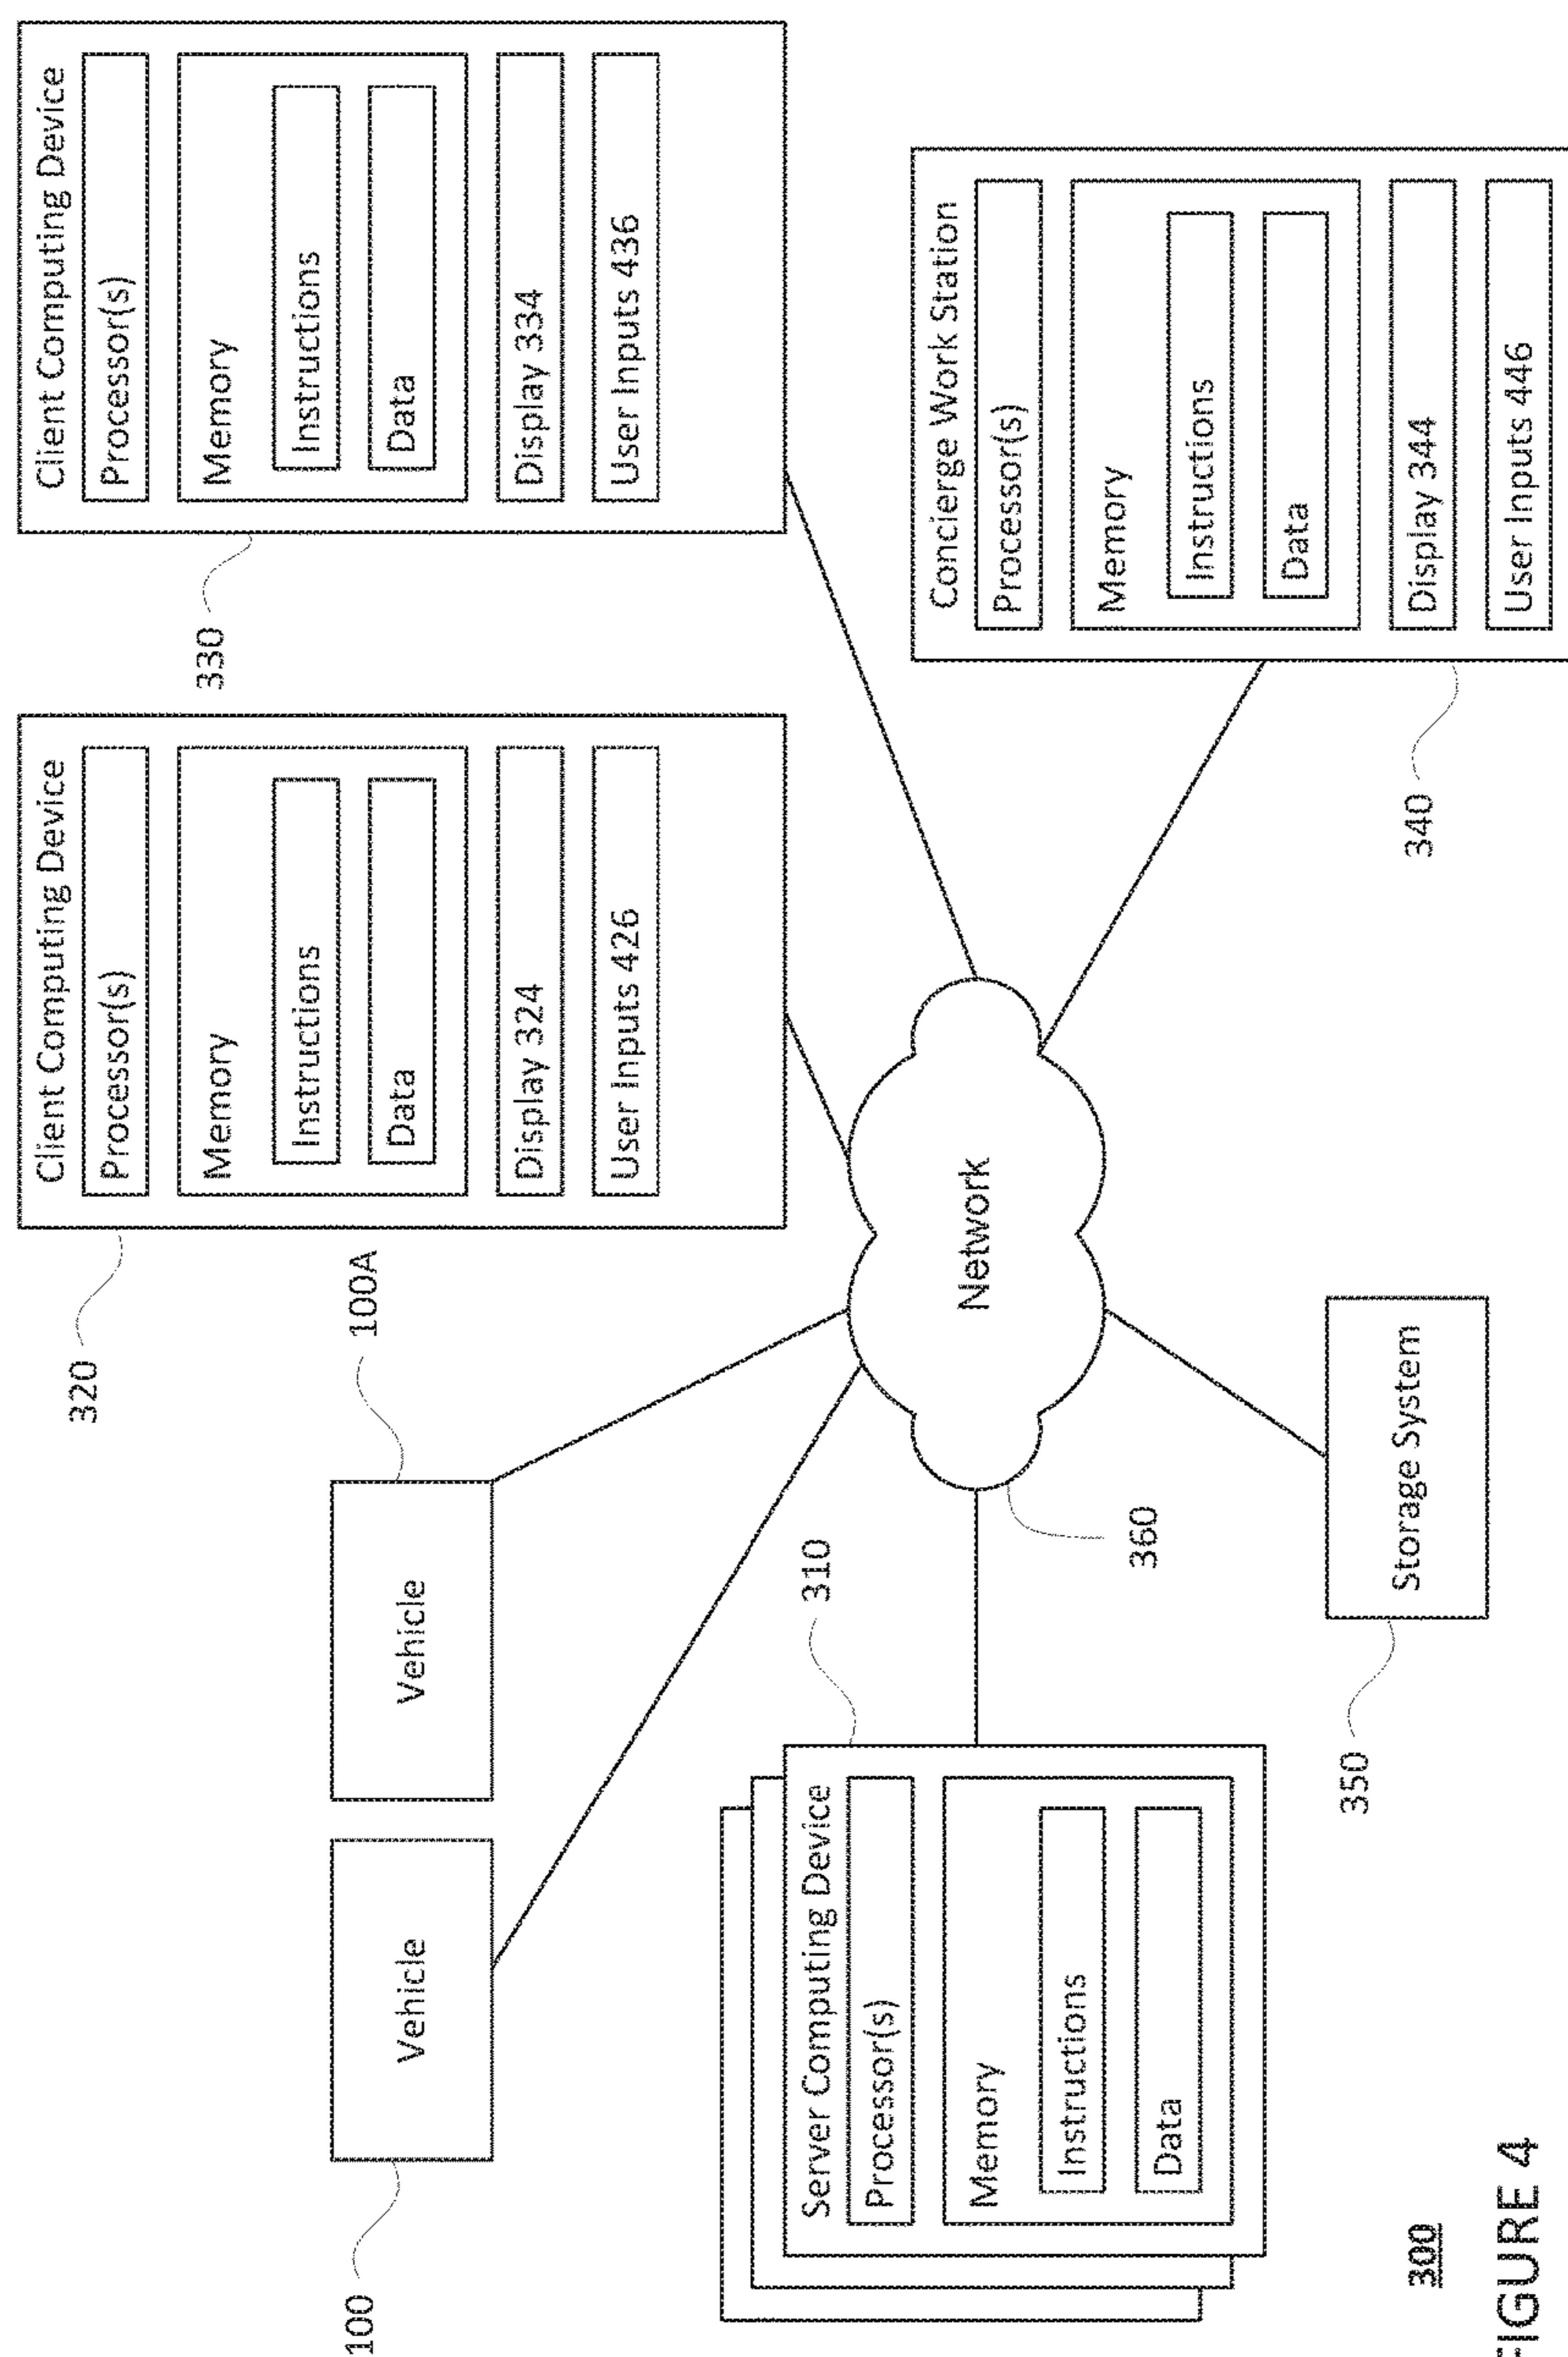 Client Computing Device
Processor(s)
Memory
Instructions
Data
Display 324
User Inputs 426
320
Client Computing Device
Processor(s)
Memory
Instructions
Data
Display 334
User Inputs 436
330
Vehicle
100
Vehicle
100A
Server Computing Device
Processor(s)
Memory
Instructions
Data
310
Network
360
Concierge Work Station
Processor(s)
Memory
Instructions
Data
Display 344
User Inputs 446
340
Storage System
350
300
FIGURE 4